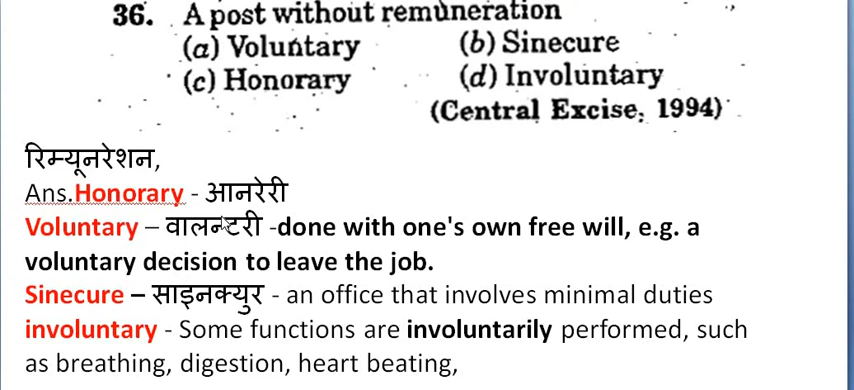 36. A post without remuneration
(a) Voluntary (b) Sinecure
(c) Honorary (d) Involuntary
(Central Excise, 1994)
रिम्यूनरेशन,
Ans.Honorary - आनरेरी
Voluntary – वालन्टरी -done with one's own free will, e.g. a
voluntary decision to leave the job.
Sinecure – साइनक्युर - an office that involves minimal duties
involuntary - Some functions are involuntarily performed, such
as breathing, digestion, heart beating,